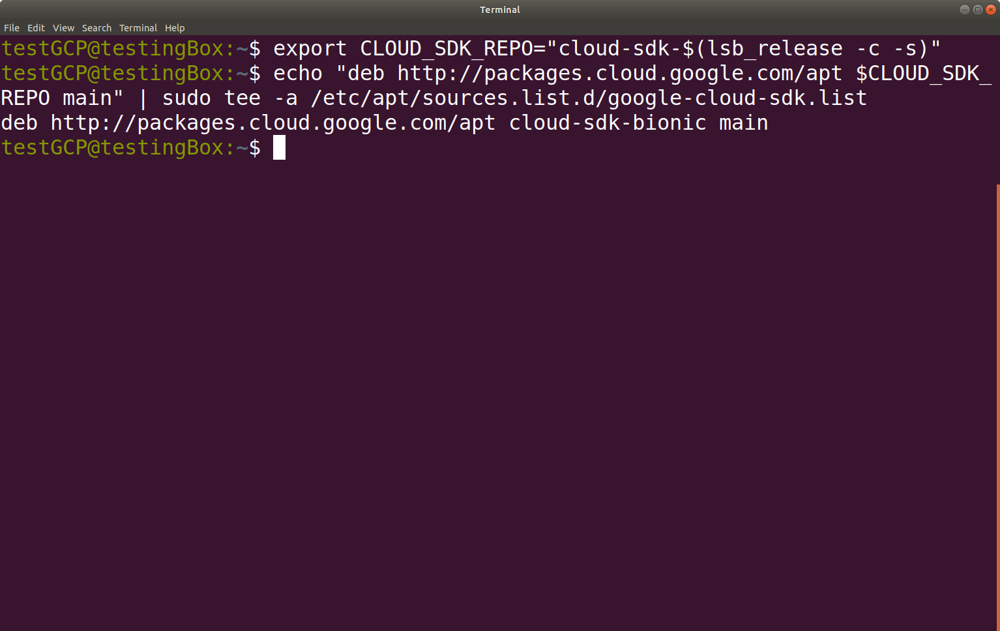 Terminal
File Edit View Search Terminal Help
testGCP@testingBox:~$ export CLOUD_SDK_REPO="cloud-sdk-$(lsb_release -c -s)"
testGCP@testingBox:~$ echo "deb http://packages.cloud.google.com/apt $CLOUD_SDK_
REPO main" | sudo tee -a /etc/apt/sources.list.d/google-cloud-sdk.list
deb http://packages.cloud.google.com/apt cloud-sdk-bionic main
testGCP@testingBox:~$